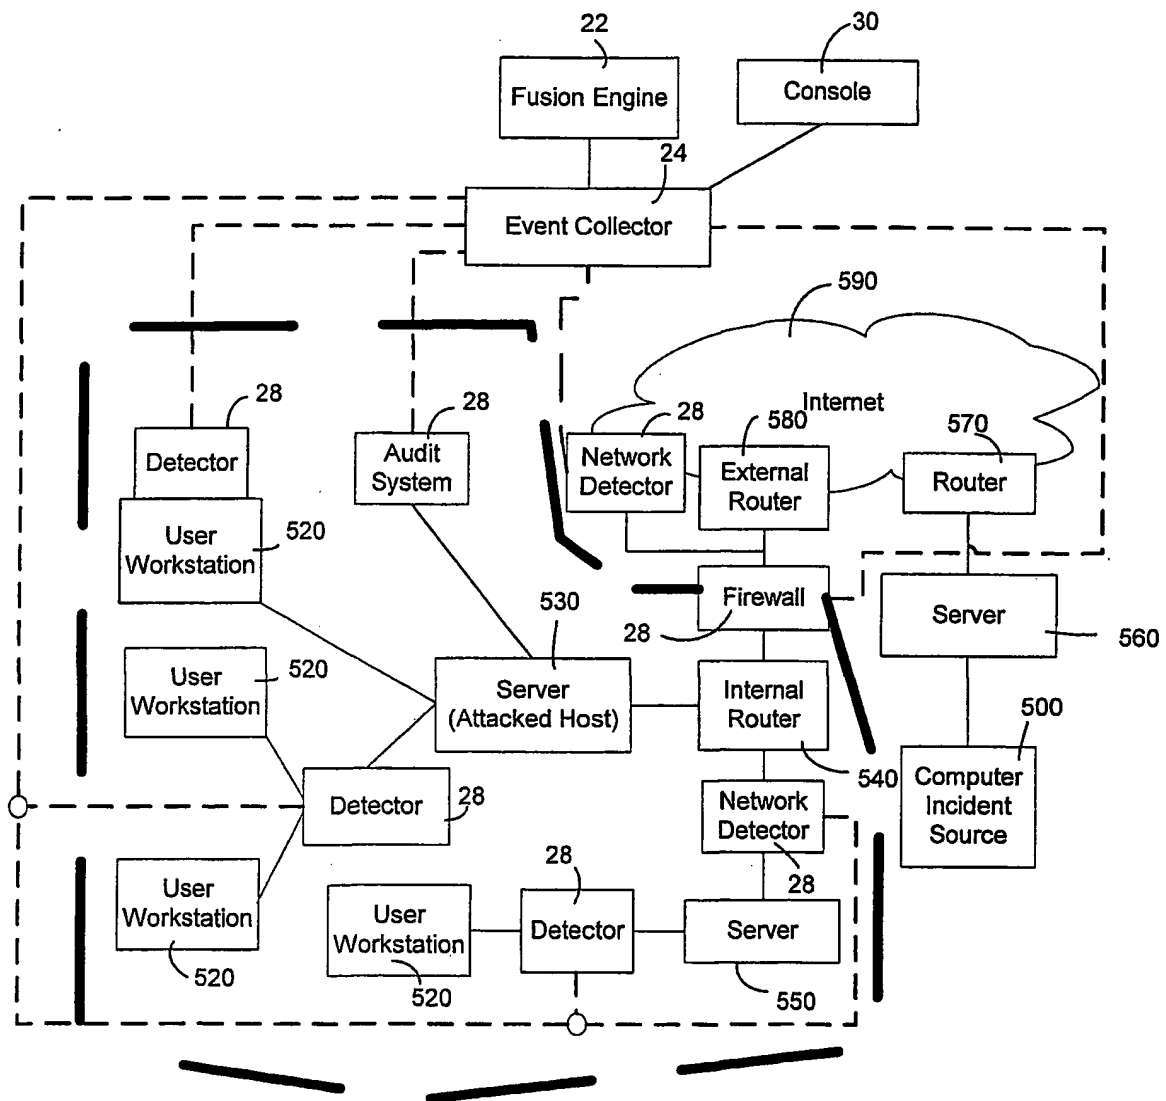 22
30
Fusion Engine
Console
24
Event Collector
590
28
28
Internet
28
580
570
Detector
Audit
System
Network
Detector
External
Router
Router
User
Workstation
520
Firewall
Server
28
530
560
520
User
Workstation
Server
(Attacked Host)
Internal
Router
500
540
Computer
Incident
Source
Detector
28
Network
Detector
28
28
User
Workstation
User
Workstation
Detector
Server
520
520
550